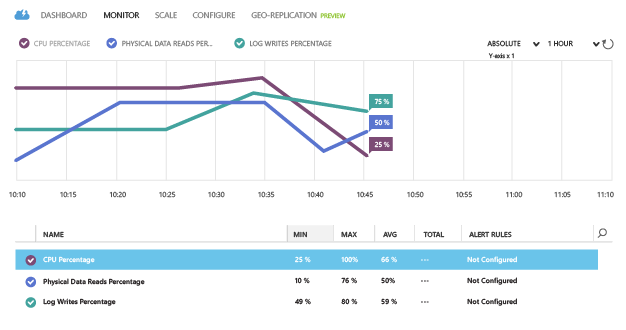 DASHBOARD MONITOR SCALE CONFIGURE GEO-REPLICATION PREVIEW
CPU PERCENTAGE PHYSICAL DATA READS PER... LOG WRITES PERCENTAGE ABSOLUTE 1 HOUR
Y-axis x 1
75 %
50 %
25 %
10:10 10:15 10:20 10:25 10:30 10:35 10:40 10:45 10:50 10:55 11:00 11:05 11:10
NAME MIN MAX AVG TOTAL ALERT RULES
CPU Percentage 25 % 100% 66 % --- Not Configured
Physical Data Reads Percentage 10 % 76 % 50% --- Not Configured
Log Writes Percentage 49 % 80 % 59 % --- Not Configured